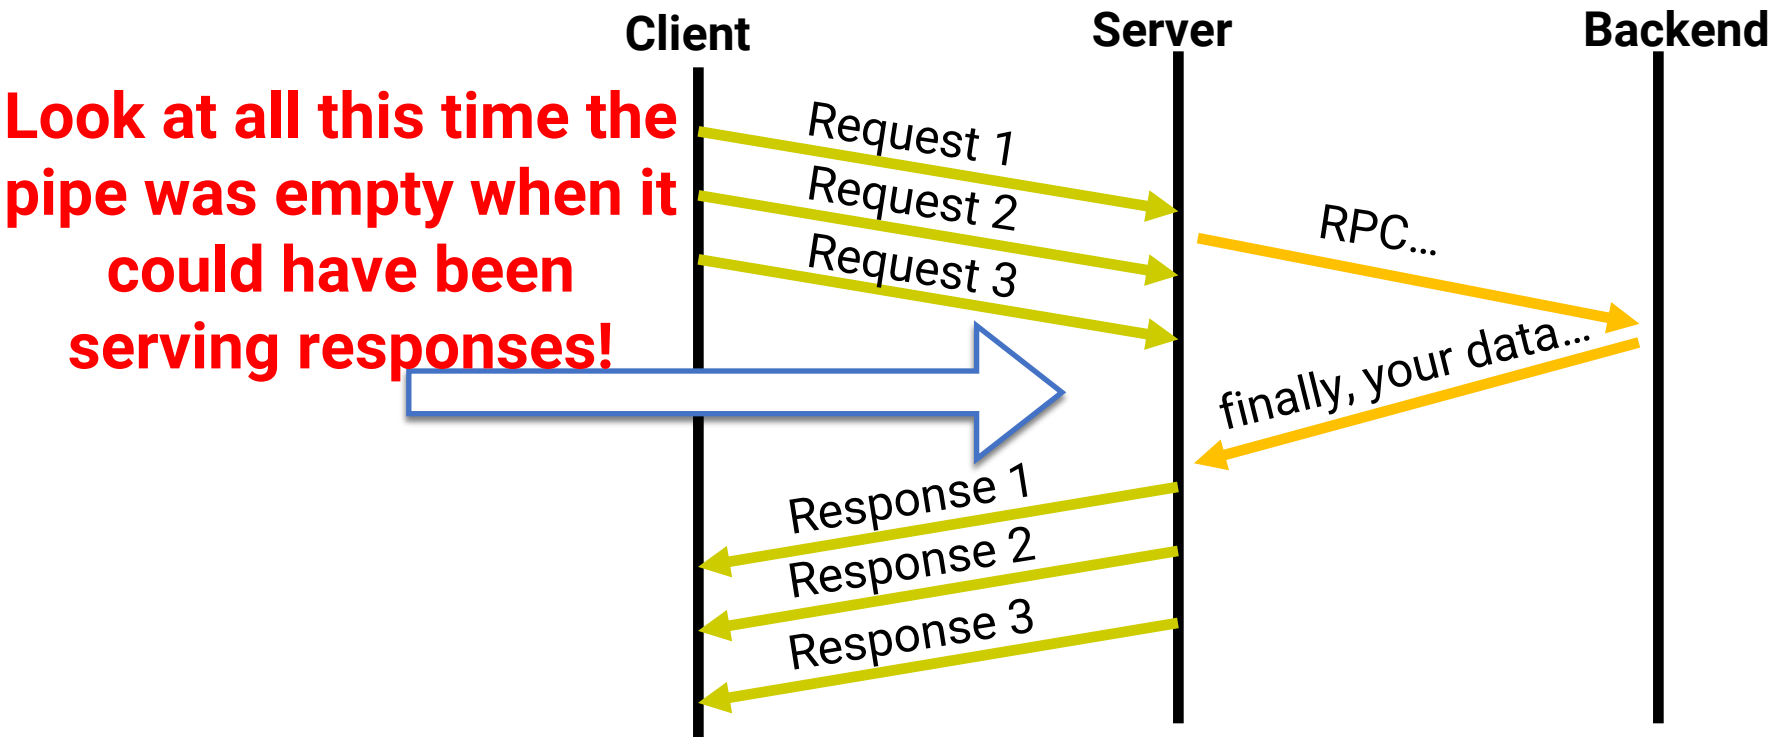 Client
Server
Backend
Look at all this time the
pipe was empty when it
could have been
serving responses!
Request 1
Request 2
Request 3
RPC...
finally, your data...
Response 1
Response 2
Response 3